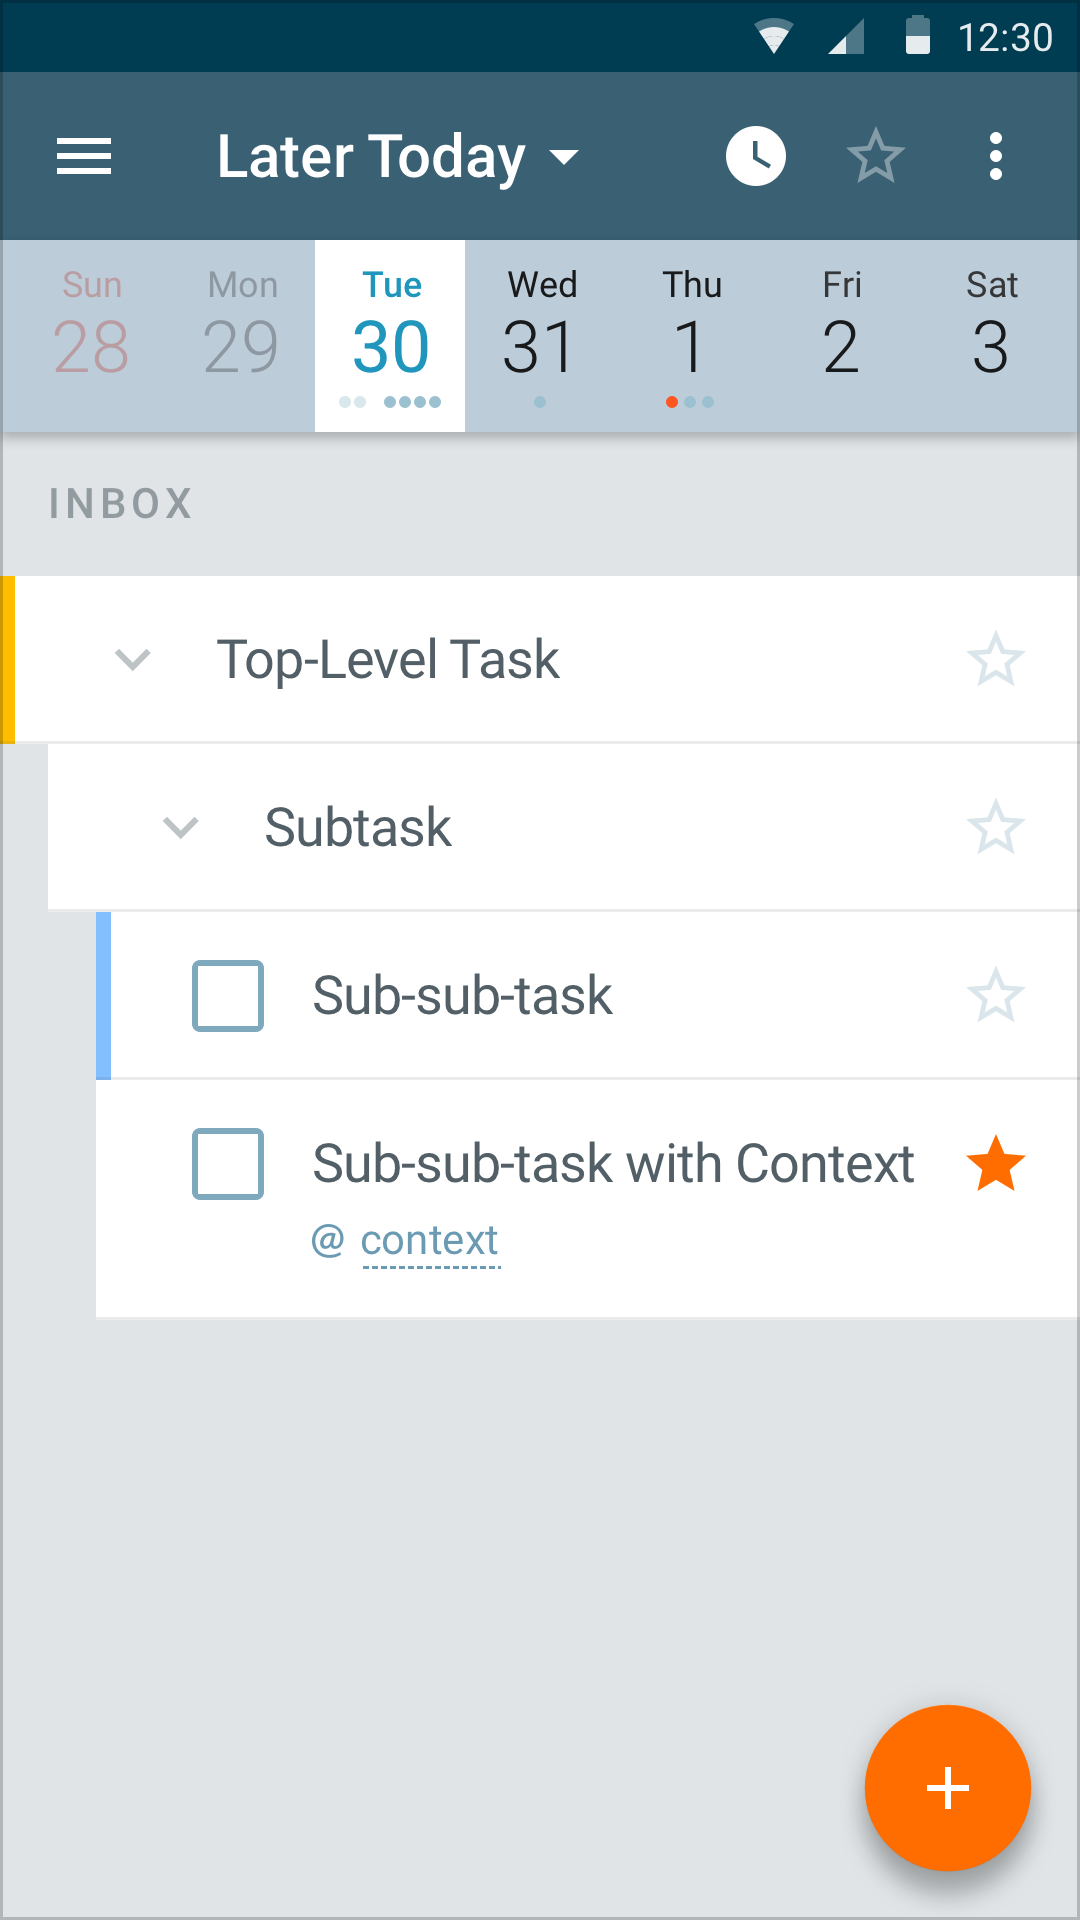 12:30
Later Today
Sun Mon Tue Wed Thu Fri Sat
28 29 30 31 1 2 3
INBOX
Top-Level Task
Subtask
Sub-sub-task
Sub-sub-task with Context
@ context